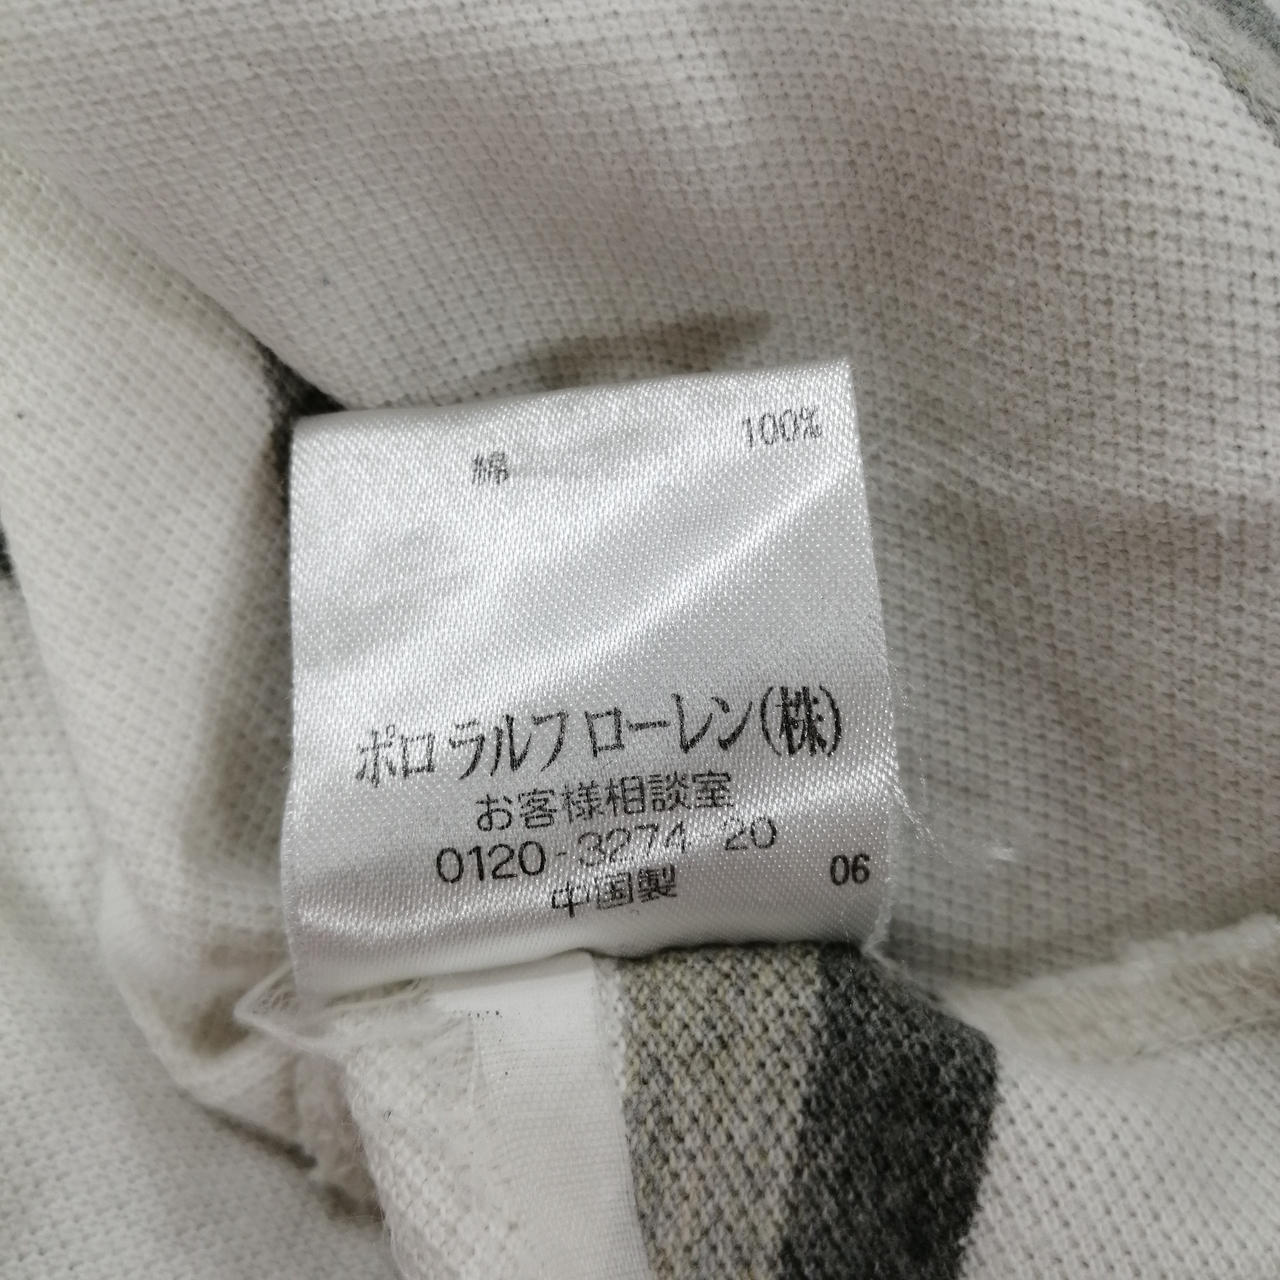 綿 100%
ポロ ラルフ ローレン(株)
お客様相談室
0120-3274-20
中国製 06